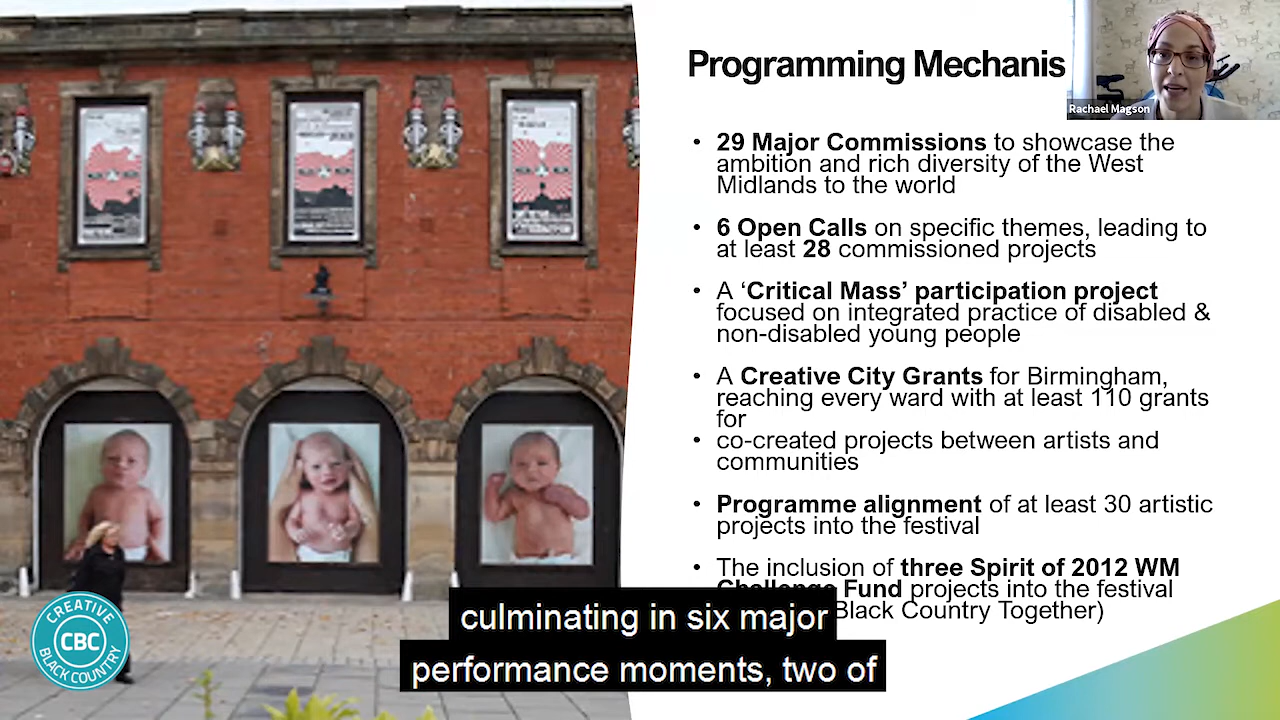 Programming Mechanis
Rachael Magson
• 29 Major Commissions to showcase the
ambition and rich diversity of the West
Midlands to the world
• 6 Open Calls on specific themes, leading to
at least 28 commissioned projects
• A ‘Critical Mass’ participation project
focused on integrated practice of disabled &
non-disabled young people
• A Creative City Grants for Birmingham,
reaching every ward with at least 110 grants
for
• co-created projects between artists and
communities
• Programme alignment of at least 30 artistic
projects into the festival
• The inclusion of three Spirit of 2012 WM
Challenge Fund projects into the festival
Black Country Together)
culminating in six major
performance moments, two of
CREATIVE
CBC
BLACK COUNTRY